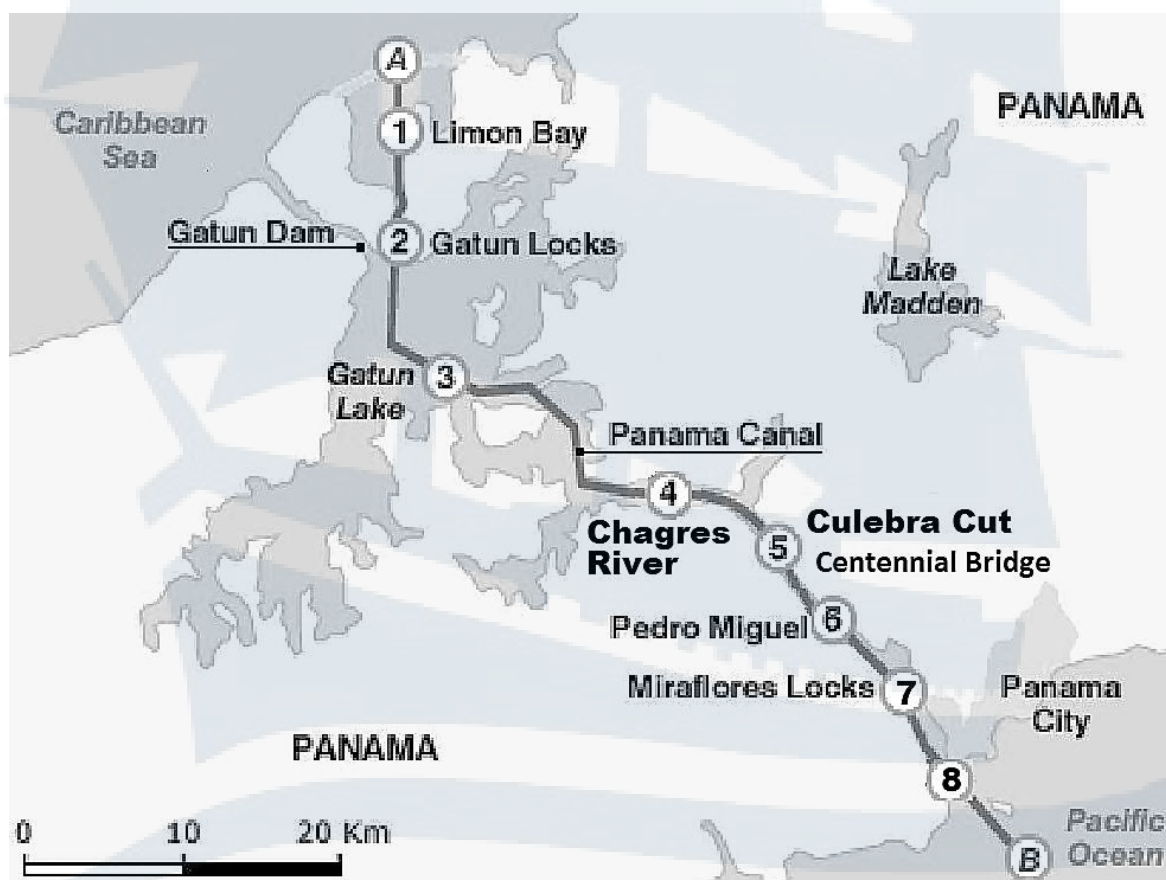 A
Caribbean
Sea
PANAMA
1 Limon Bay
Gatun Dam
2 Gatun Locks
Lake
Madden
Gatun
Lake
3
Panama Canal
4
Chagres
River
Culebra Cut
5
Centennial Bridge
Pedro Miguel 6
Miraflores Locks 7
Panama
City
PANAMA
8
0 10 20 Km
Pacific
Ocean
B